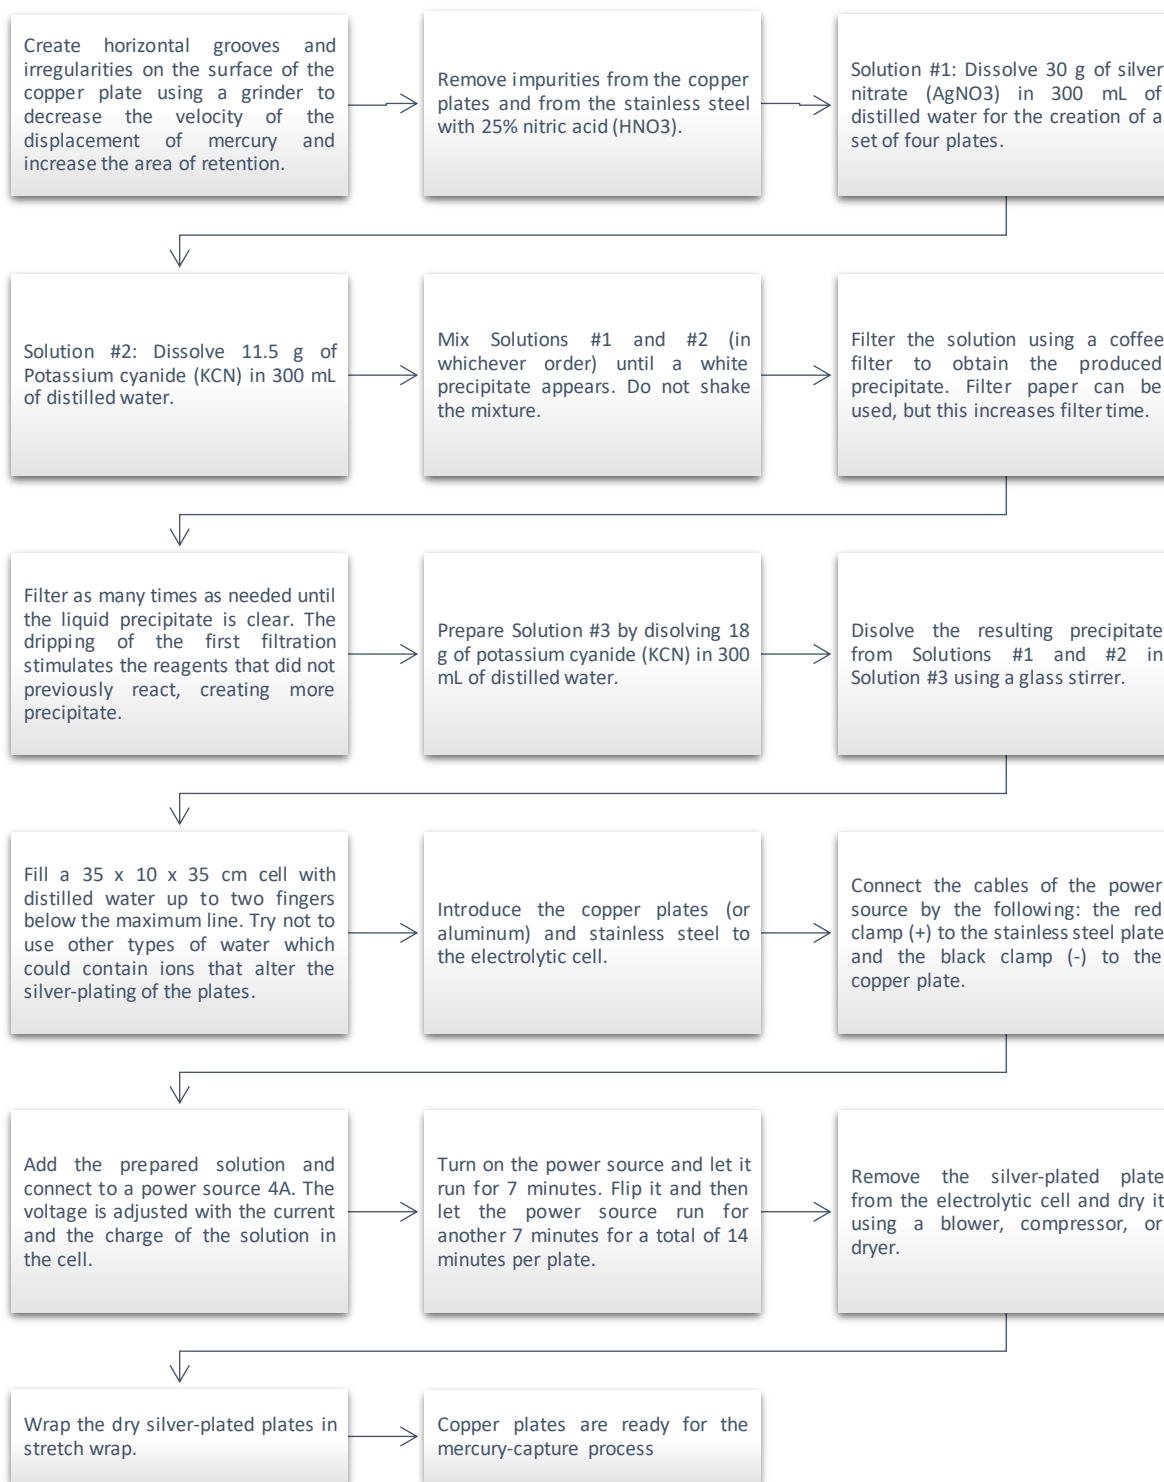 Create horizontal grooves and
irregularities on the surface of the
copper plate using a grinder to
decrease the velocity of the
displacement of mercury and
increase the area of retention.
Remove impurities from the copper
plates and from the stainless steel
with 25% nitric acid (HNO3).
Solution #1: Dissolve 30 g of silver
nitrate (AgNO3) in 300 mL of
distilled water for the creation of a
set of four plates.
Solution #2: Dissolve 11.5 g of
Potassium cyanide (KCN) in 300 mL
of distilled water.
Mix Solutions #1 and #2 (in
whichever order) until a white
precipitate appears. Do not shake
the mixture.
Filter the solution using a coffee
filter to obtain the produced
precipitate. Filter paper can be
used, but this increases filter time.
Filter as many times as needed until
the liquid precipitate is clear. The
dripping of the first filtration
stimulates the reagents that did not
previously react, creating more
precipitate.
Prepare Solution #3 by disolving 18
g of potassium cyanide (KCN) in 300
mL of distilled water.
Disolve the resulting precipitate
from Solutions #1 and #2 in
Solution #3 using a glass stirrer.
Fill a 35 x 10 x 35 cm cell with
distilled water up to two fingers
below the maximum line. Try not to
use other types of water which
could contain ions that alter the
silver-plating of the plates.
Introduce the copper plates (or
aluminum) and stainless steel to
the electrolytic cell.
Connect the cables of the power
source by the following: the red
clamp (+) to the stainless steel plate
and the black clamp (-) to the
copper plate.
Add the prepared solution and
connect to a power source 4A. The
voltage is adjusted with the current
and the charge of the solution in
the cell.
Turn on the power source and let it
run for 7 minutes. Flip it and then
let the power source run for
another 7 minutes for a total of 14
minutes per plate.
Remove the silver-plated plate
from the electrolytic cell and dry it
using a blower, compressor, or
dryer.
Wrap the dry silver-plated plates in
stretch wrap.
Copper plates are ready for the
mercury-capture process